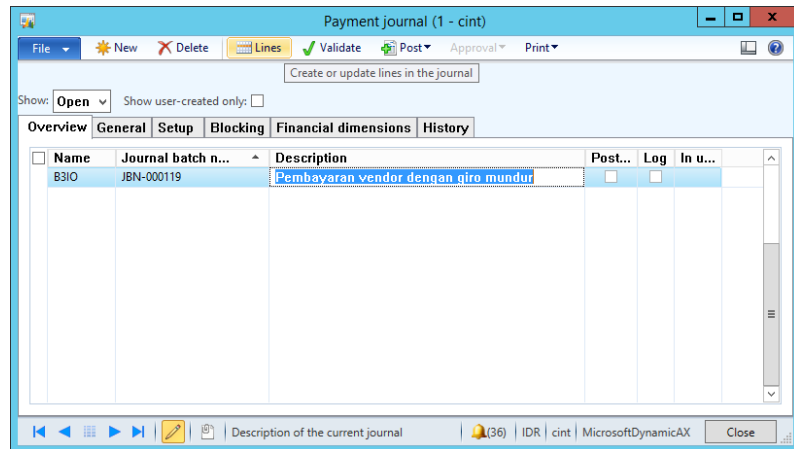 Payment journal (1 - cint)
File New Delete Lines Validate Post Approval Print
Create or update lines in the journal
Show: Open Show user-created only:
Overview General Setup Blocking Financial dimensions History
Name Journal batch n... Description Post... Log In u...
B3IO JBN-000119 Pembayaran vendor dengan giro mundur
Description of the current journal (36) IDR cint MicrosoftDynamicAX Close